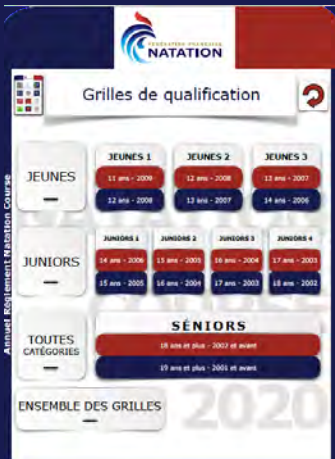 FÉDÉRATION FRANÇAISE
NATATION
Grilles de qualification
Annuel Règlement Natation Course
JEUNES
JEUNES 1
JEUNES 2
JEUNES 3
11 ans - 2009
12 ans - 2008
13 ans - 2007
12 ans - 2008
13 ans - 2007
14 ans - 2006
JUNIORS
JUNIORS 1
JUNIORS 2
JUNIORS 3
JUNIORS 4
14 ans - 2006
15 ans - 2005
16 ans - 2004
17 ans - 2003
15 ans - 2005
16 ans - 2004
17 ans - 2003
18 ans - 2002
TOUTES
CATÉGORIES
SÉNIORS
18 ans et plus - 2002 et avant
19 ans et plus - 2001 et avant
ENSEMBLE DES GRILLES
2020